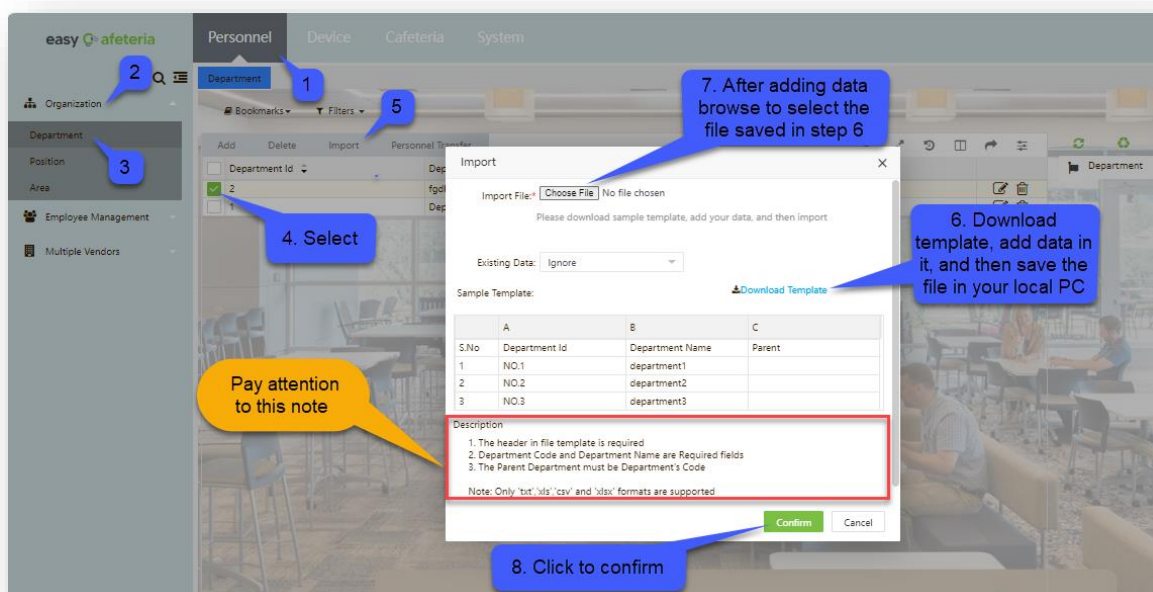 easy Cafeteria
Personnel
Device
Cafeteria
System
1
2
Department
Organization
Bookmarks
Filters
5
7. After adding data
browse to select the
file saved in step 6
Department
Position
Area
3
Add
Delete
Import
Personnel Transfer
Department Id
2
1
4. Select
Employee Management
Multiple Vendors
Department
Import
Import File:*
Choose File
No file chosen
Please download sample template, add your data, and then import
6. Download
template, add data in
it, and then save the
file in your local PC
Existing Data:
Ignore
Sample Template:
Download Template
A B C
S.No Department Id Department Name Parent
1 NO.1 department1
2 NO.2 department2
3 NO.3 department3
Pay attention
to this note
Description
1. The header in file template is required
2. Department Code and Department Name are Required fields
3. The Parent Department must be Department's Code
Note: Only 'txt','xls','csv' and 'xlsx' formats are supported
Confirm
Cancel
8. Click to confirm